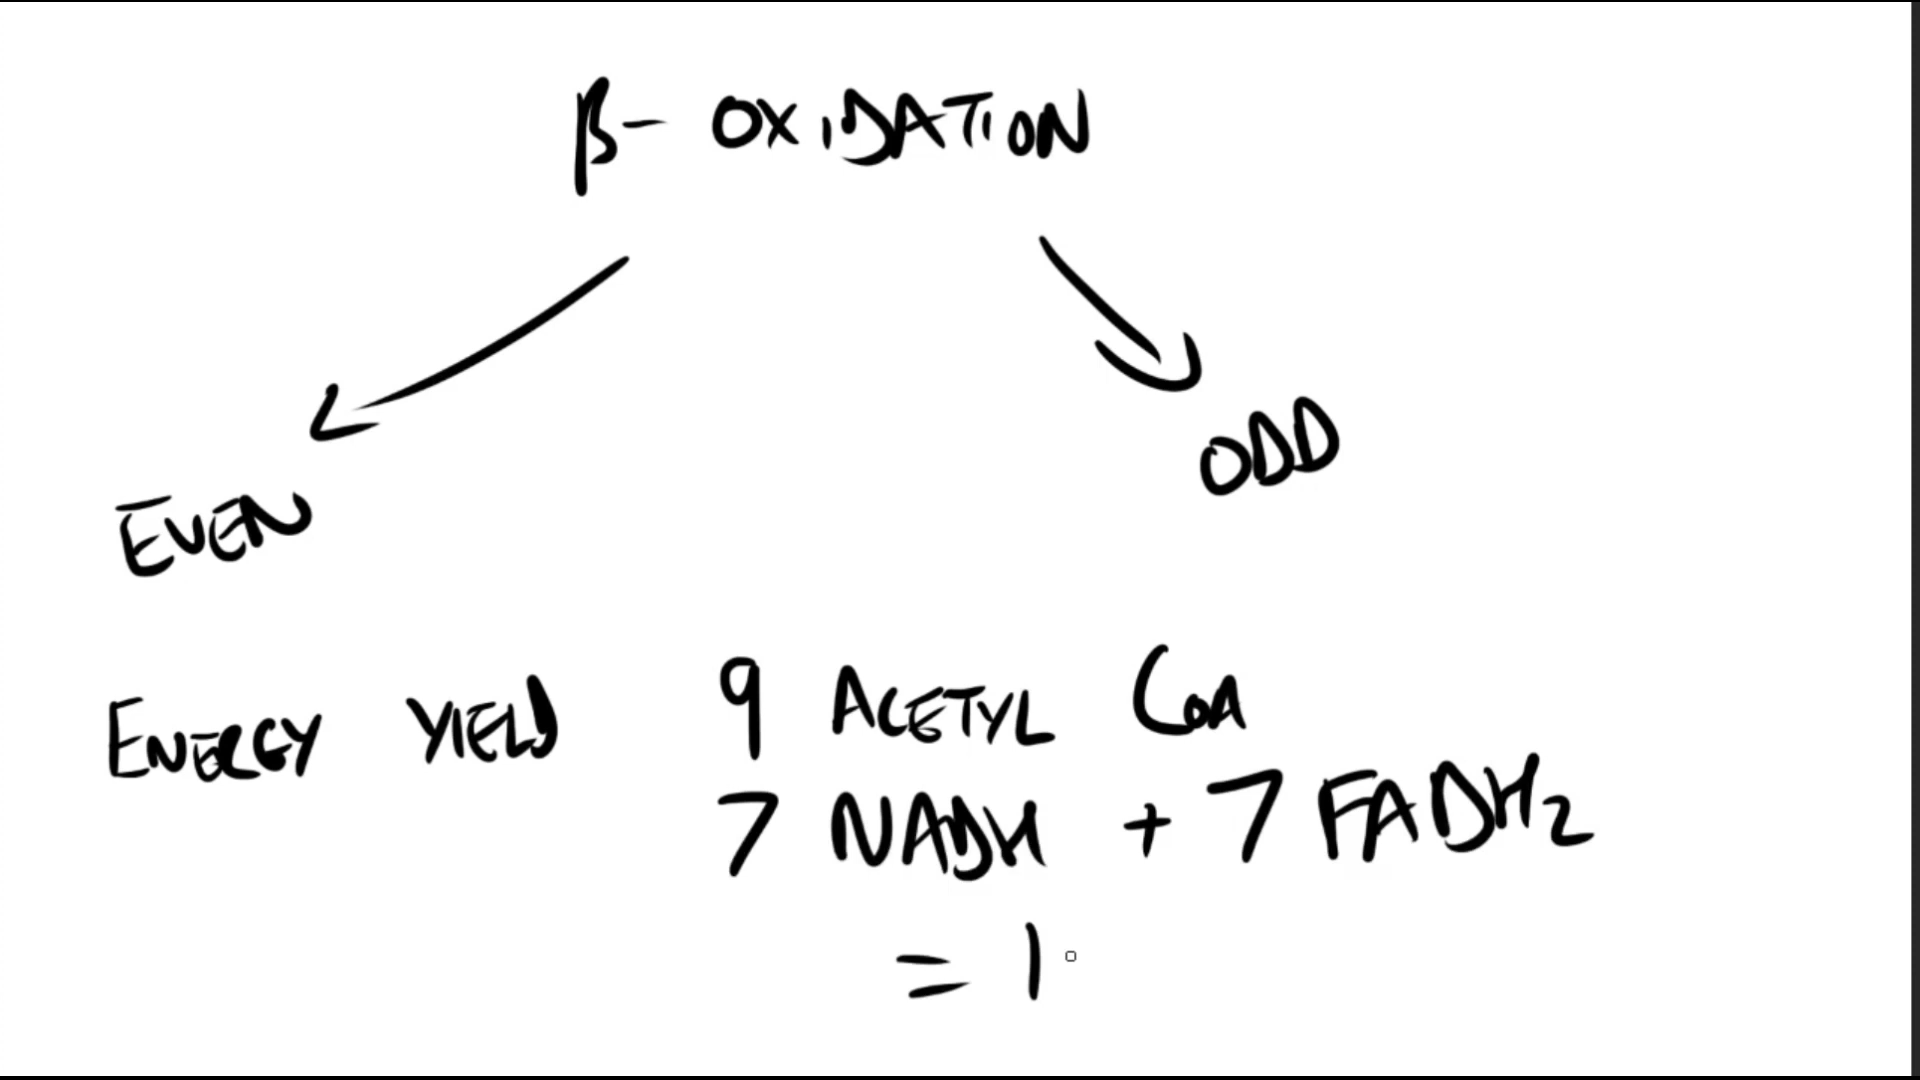 β- OXIDATION
EVEN
ODD
ENERGY YIELD 9 ACETYL CoA
7 NADH + 7 FADH2
= 1